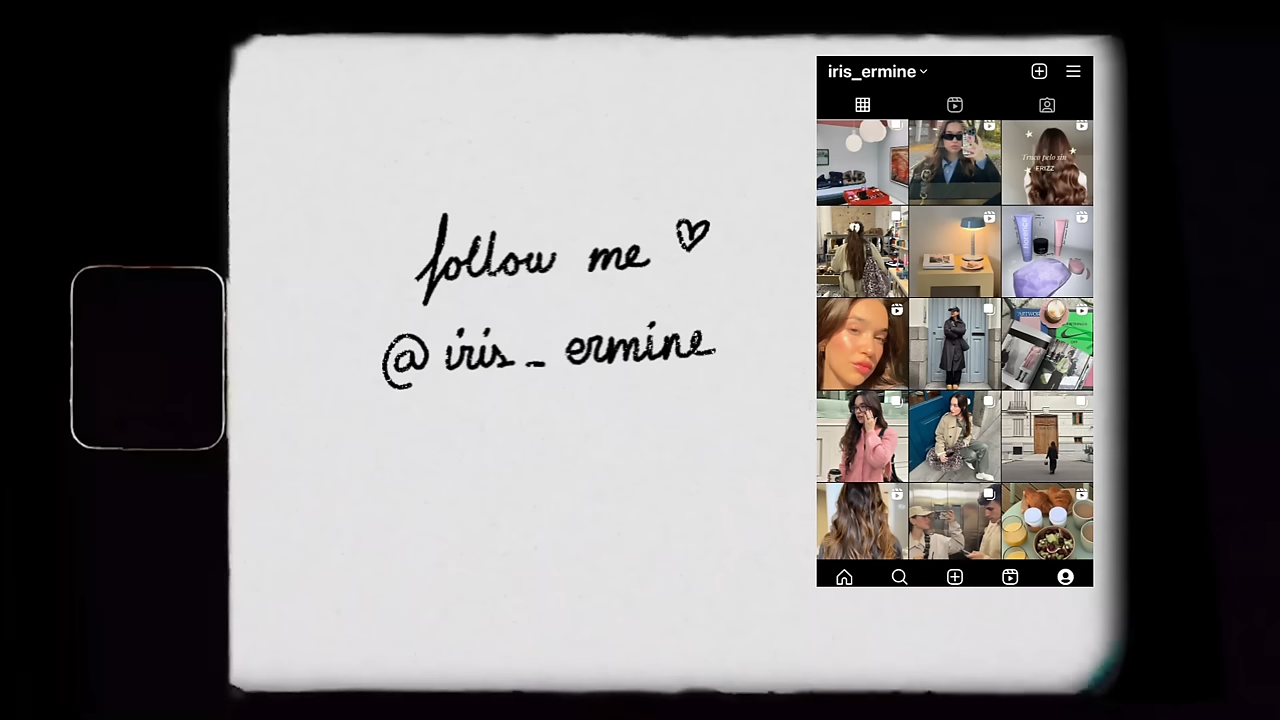 follow me
@iris_ermine
iris_ermine
Truco pelo sin
FRIZZ